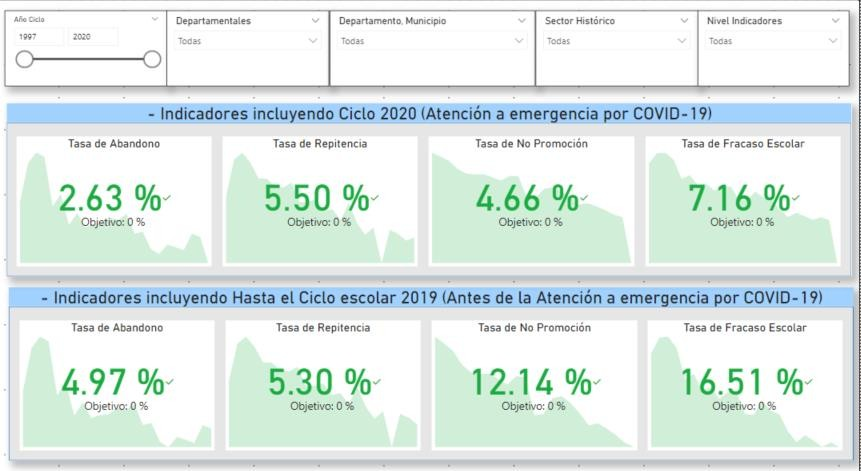 Año Ciclo
1997 2020
Departamentales
Todas
Departamento, Municipio
Todas
Sector Histórico
Todas
Nivel Indicadores
Todas
- Indicadores incluyendo Ciclo 2020 (Atención a emergencia por COVID-19)
Tasa de Abandono
2.63 %
Objetivo: 0 %
Tasa de Repitencia
5.50 %
Objetivo: 0 %
Tasa de No Promoción
4.66 %
Objetivo: 0 %
Tasa de Fracaso Escolar
7.16 %
Objetivo: 0 %
- Indicadores incluyendo Hasta el Ciclo escolar 2019 (Antes de la Atención a emergencia por COVID-19)
Tasa de Abandono
4.97 %
Objetivo: 0 %
Tasa de Repitencia
5.30 %
Objetivo: 0 %
Tasa de No Promoción
12.14 %
Objetivo: 0 %
Tasa de Fracaso Escolar
16.51 %
Objetivo: 0 %